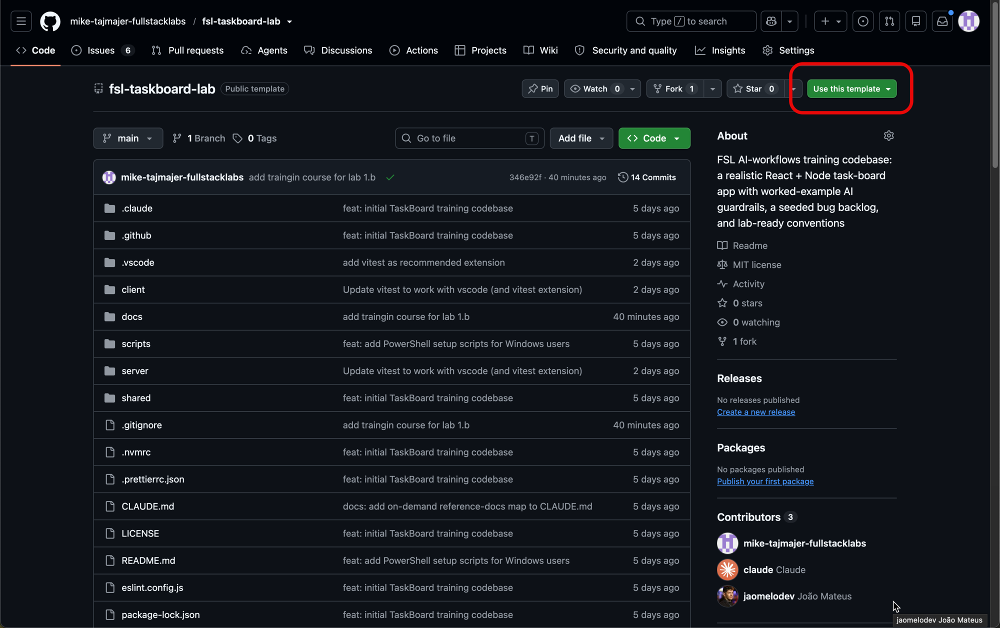 mike-tajmajer-fullstacklabs / fsl-taskboard-lab
Type / to search
Code
Issues 6
Pull requests
Agents
Discussions
Actions
Projects
Wiki
Security and quality
Insights
Settings
fsl-taskboard-lab Public template
Pin
Watch 0
Fork 1
Star 0
Use this template
main
1 Branch
0 Tags
Go to file T
Add file
Code
mike-tajmajer-fullstacklabs add traingin course for lab 1.b 346e92f · 40 minutes ago 14 Commits
.claude feat: initial TaskBoard training codebase 5 days ago
.github feat: initial TaskBoard training codebase 5 days ago
.vscode add vitest as recommended extension 2 days ago
client Update vitest to work with vscode (and vitest extension) 2 days ago
docs add traingin course for lab 1.b 40 minutes ago
scripts feat: add PowerShell setup scripts for Windows users 5 days ago
server Update vitest to work with vscode (and vitest extension) 2 days ago
shared feat: initial TaskBoard training codebase 5 days ago
.gitignore add traingin course for lab 1.b 40 minutes ago
.nvmrc feat: initial TaskBoard training codebase 5 days ago
.prettierrc.json feat: initial TaskBoard training codebase 5 days ago
CLAUDE.md docs: add on-demand reference-docs map to CLAUDE.md 5 days ago
LICENSE feat: initial TaskBoard training codebase 5 days ago
README.md feat: add PowerShell setup scripts for Windows users 5 days ago
eslint.config.js feat: initial TaskBoard training codebase 5 days ago
package-lock.json feat: initial TaskBoard training codebase 5 days ago
About
FSL AI-workflows training codebase:
a realistic React + Node task-board
app with worked-example AI
guardrails, a seeded bug backlog,
and lab-ready conventions
Readme
MIT license
Activity
0 stars
0 watching
1 fork
Releases
No releases published
Create a new release
Packages
No packages published
Publish your first package
Contributors 3
mike-tajmajer-fullstacklabs
claude Claude
jaomelodev João Mateus
jaomelodev João Mateus